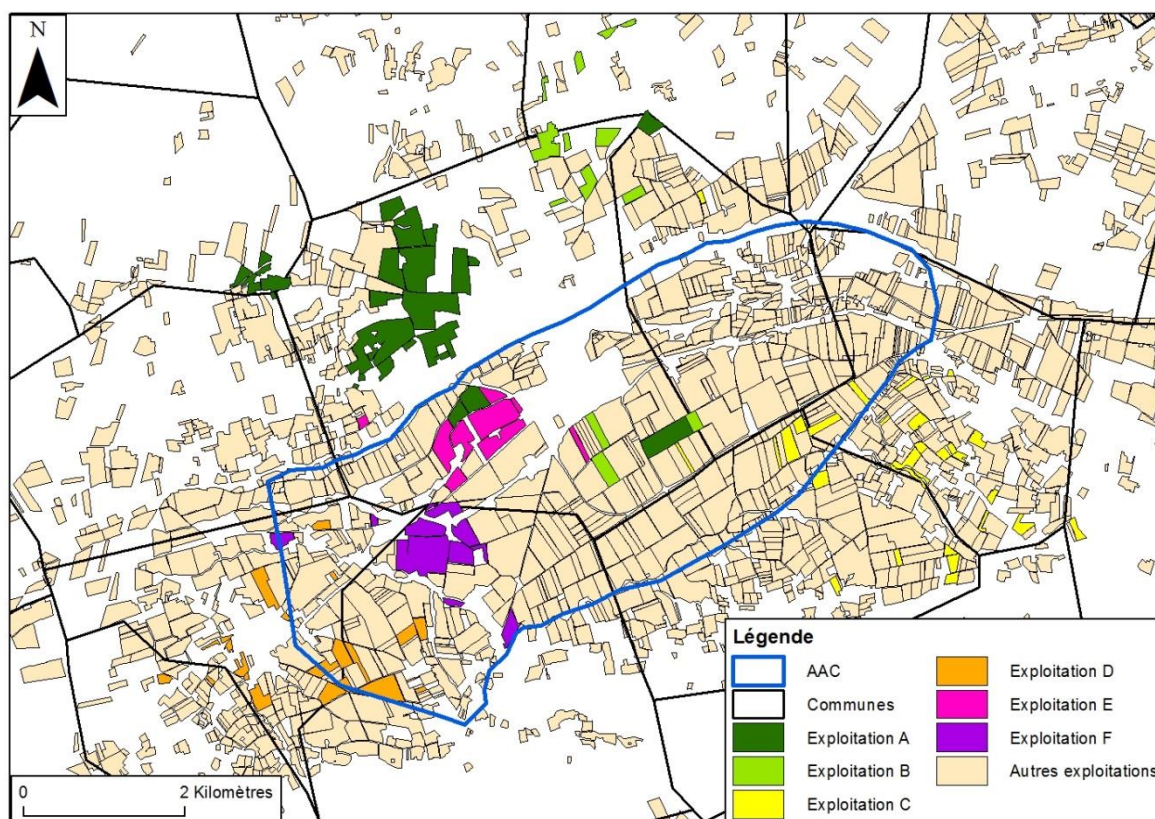 N
Légende
AAC
Communes
Exploitation A
Exploitation B
Exploitation C
Exploitation D
Exploitation E
Exploitation F
Autres exploitations
0 2 Kilomètres